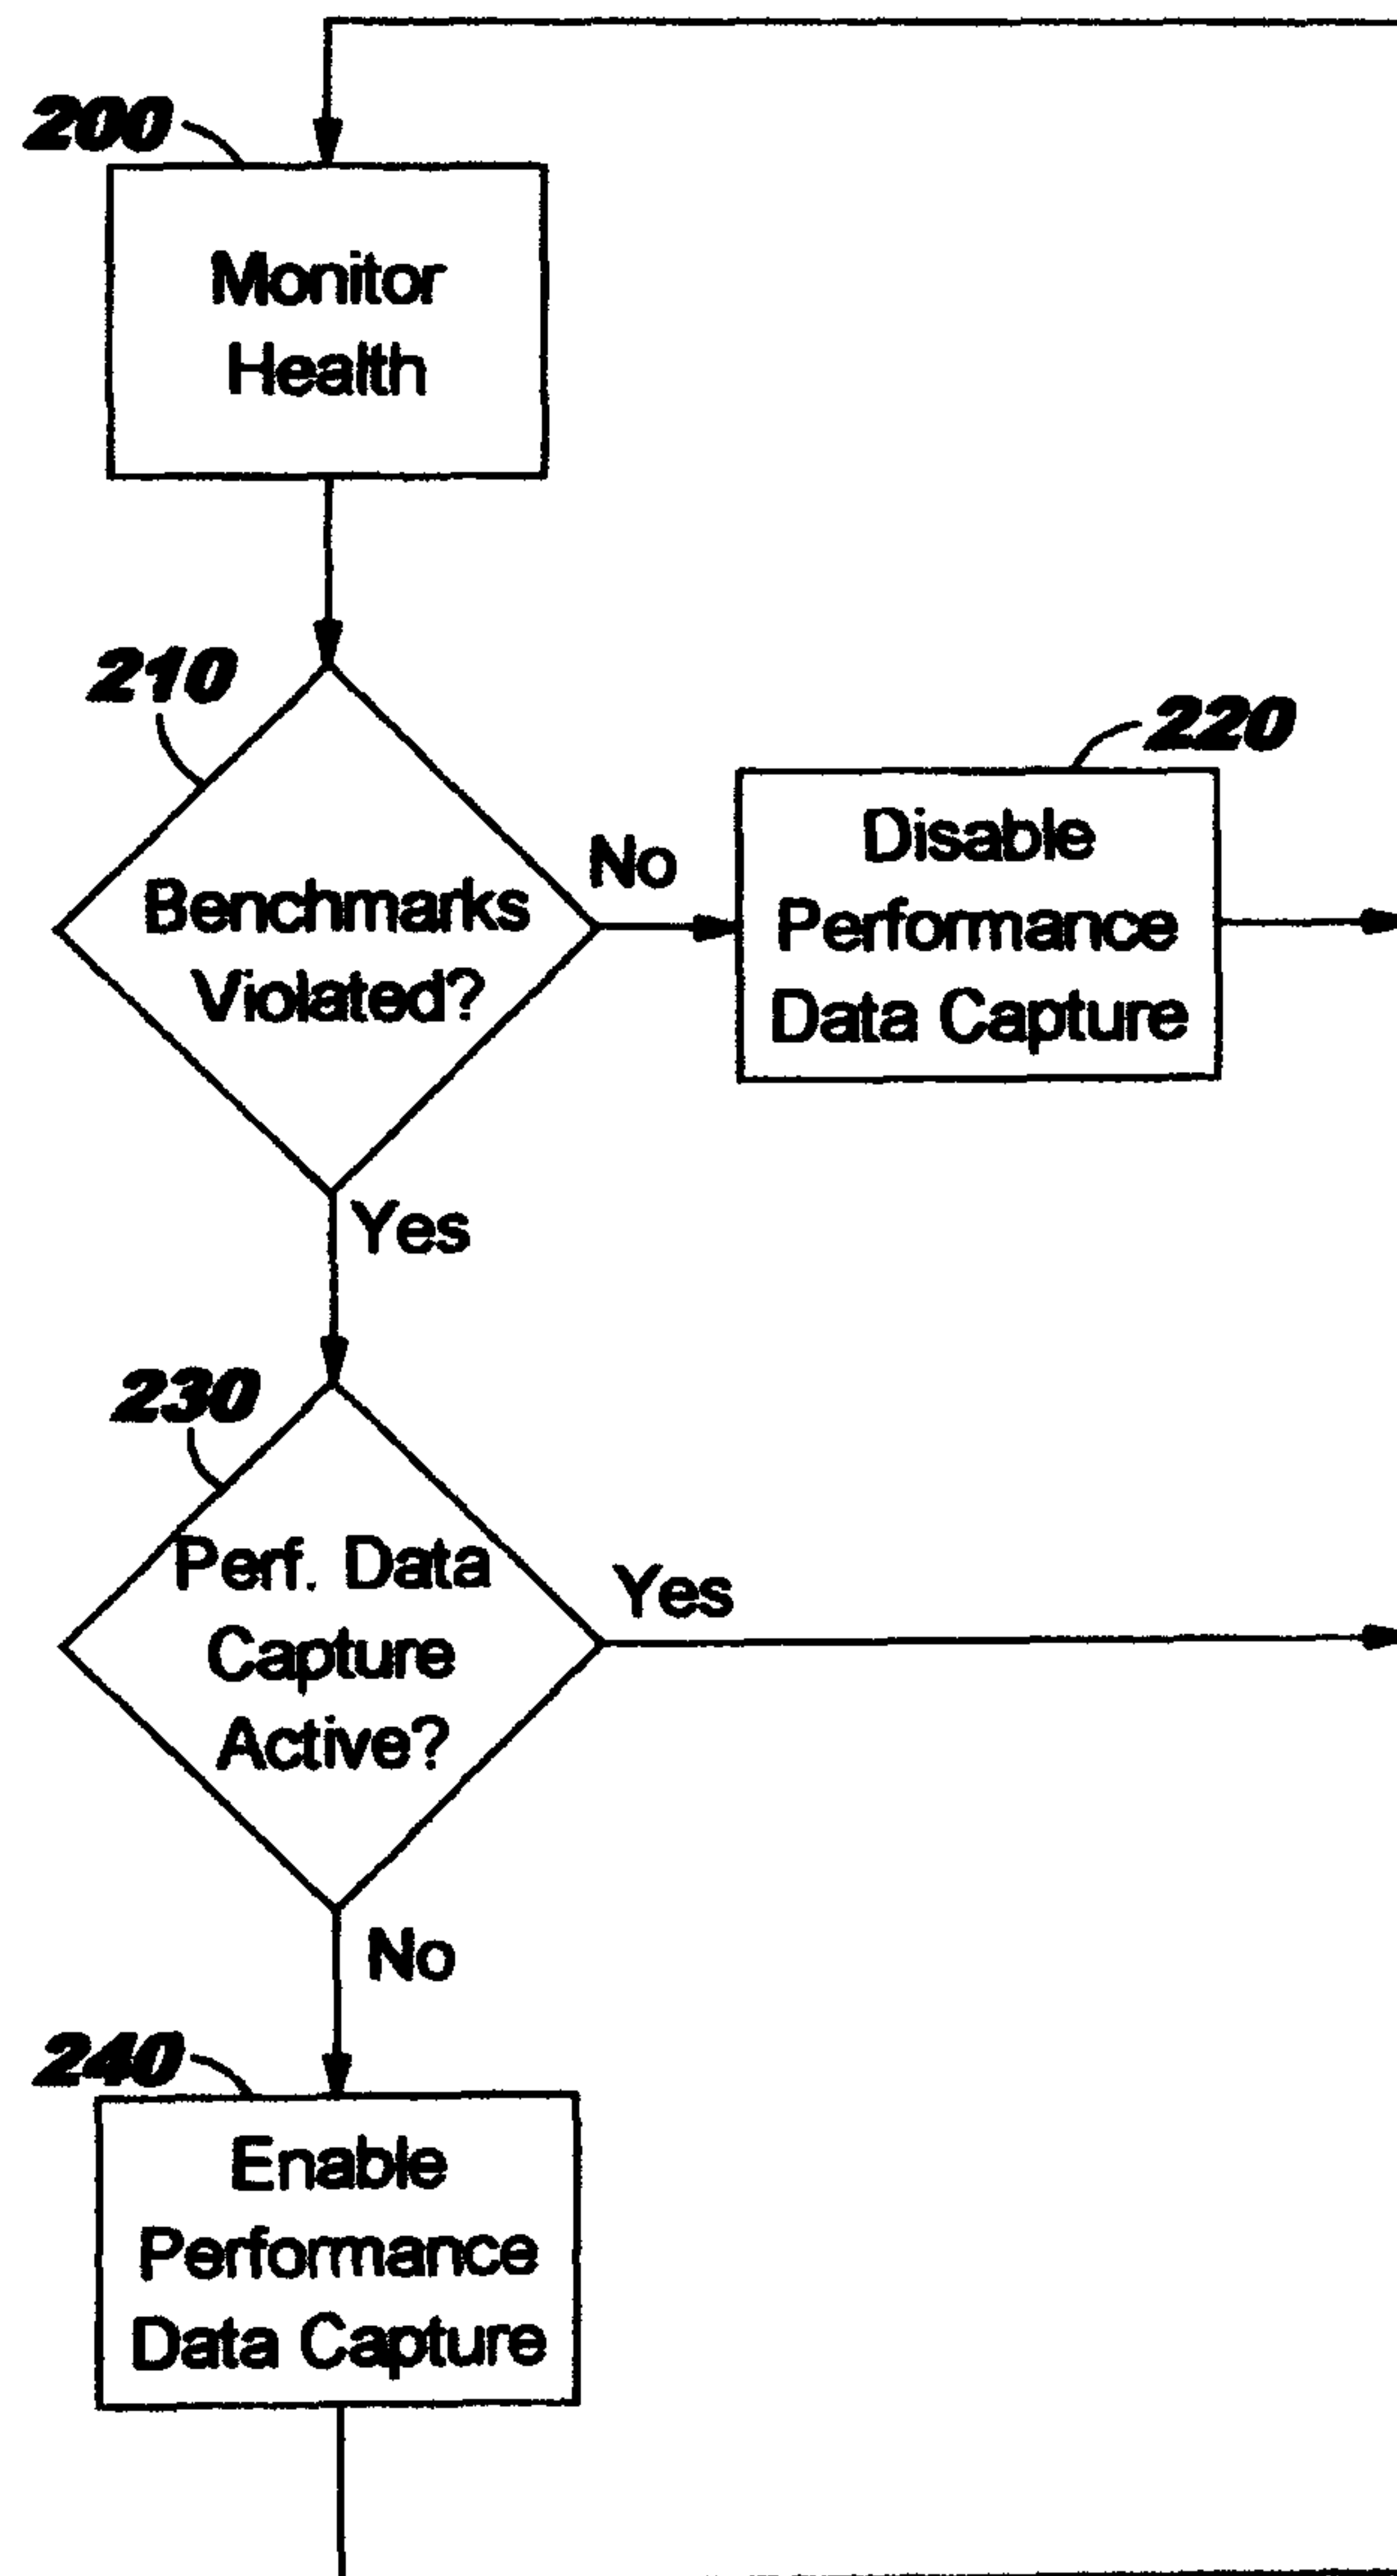 200
Monitor
Health
210
Benchmarks
Violated?
No
220
Disable
Performance
Data Capture
Yes
230
Perf. Data
Capture
Active?
Yes
No
240
Enable
Performance
Data Capture